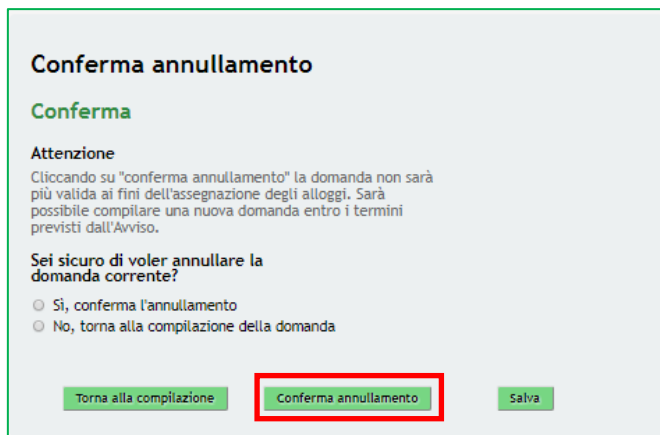 Conferma annullamento
Conferma
Attenzione
Cliccando su "conferma annullamento" la domanda non sarà
più valida ai fini dell'assegnazione degli alloggi. Sarà
possibile compilare una nuova domanda entro i termini
previsti dall'Avviso.
Sei sicuro di voler annullare la
domanda corrente?
Sì, conferma l'annullamento
No, torna alla compilazione della domanda
Torna alla compilazione Conferma annullamento Salva